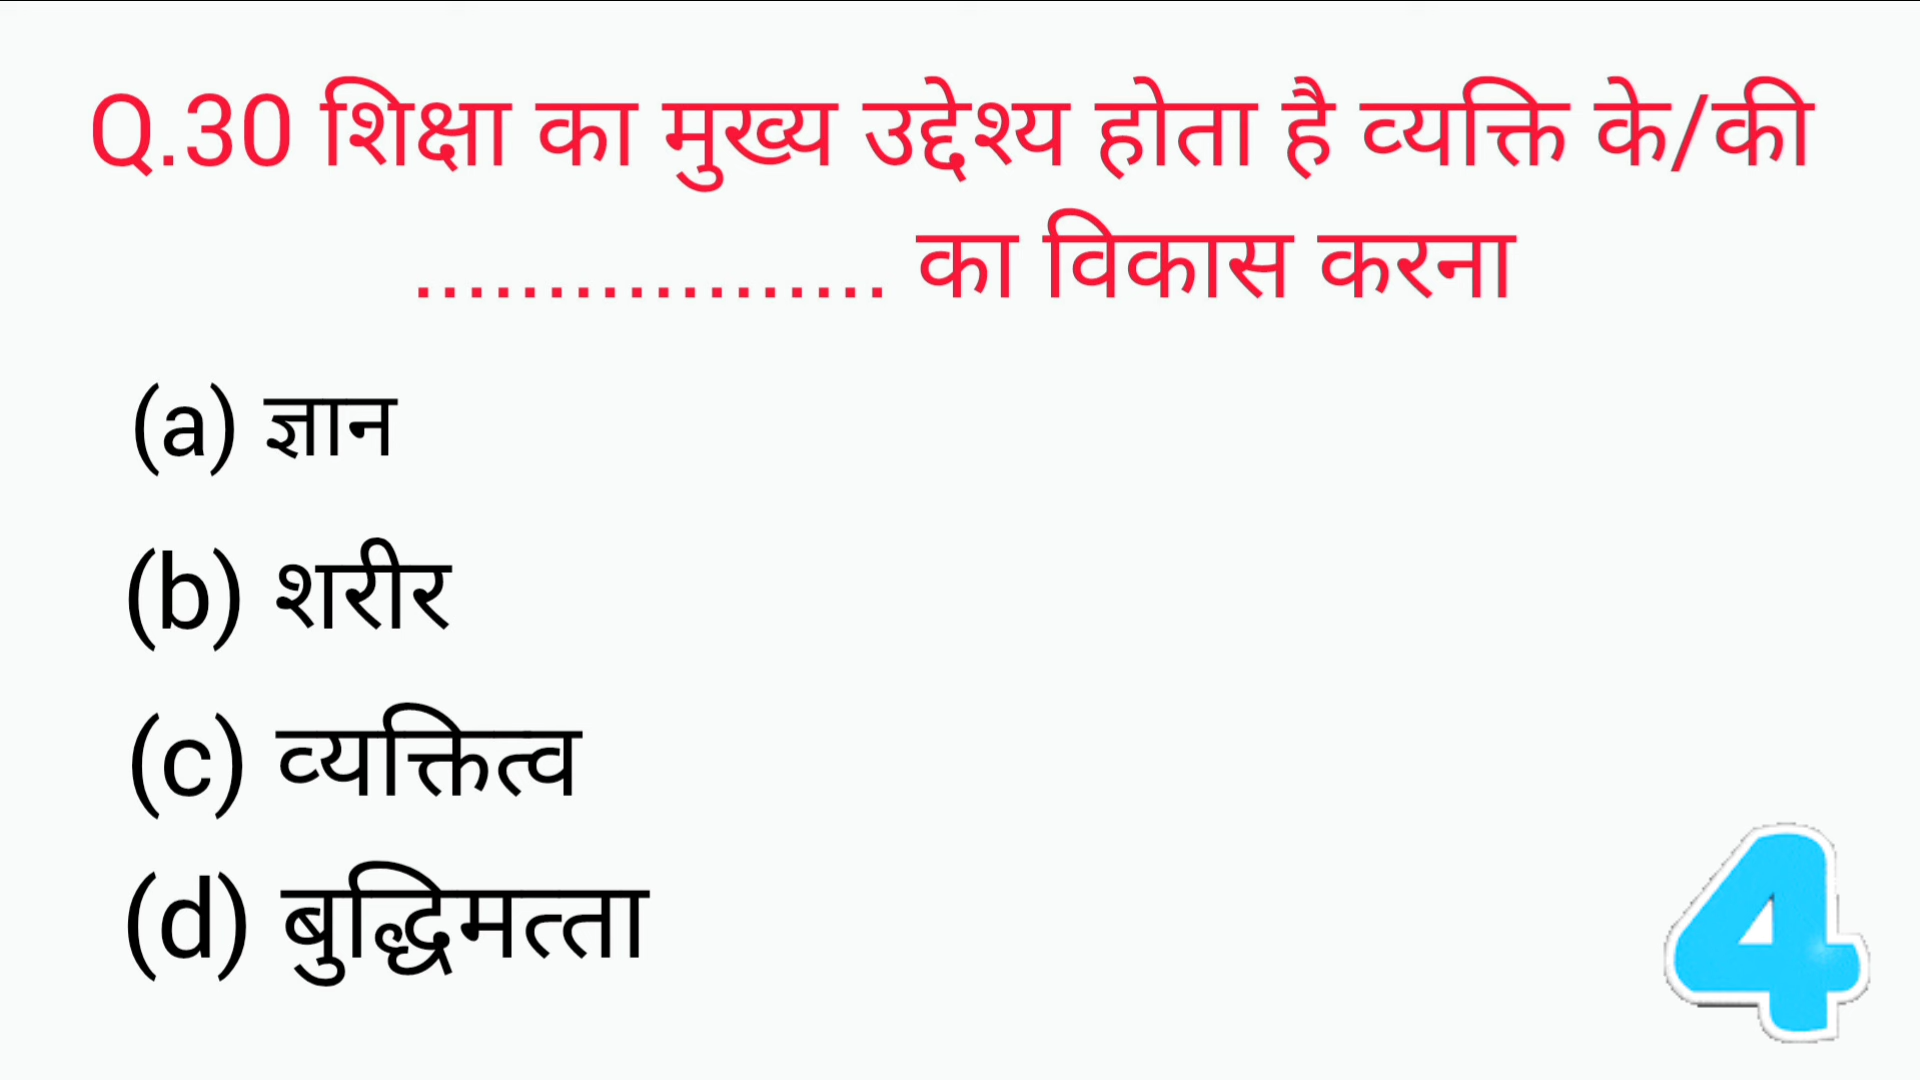 Q.30 शिक्षा का मुख्य उद्देश्य होता है व्यक्ति के/की
.................. का विकास करना
(a) ज्ञान
(b) शरीर
(c) व्यक्तित्व
(d) बुद्धिमत्ता
4